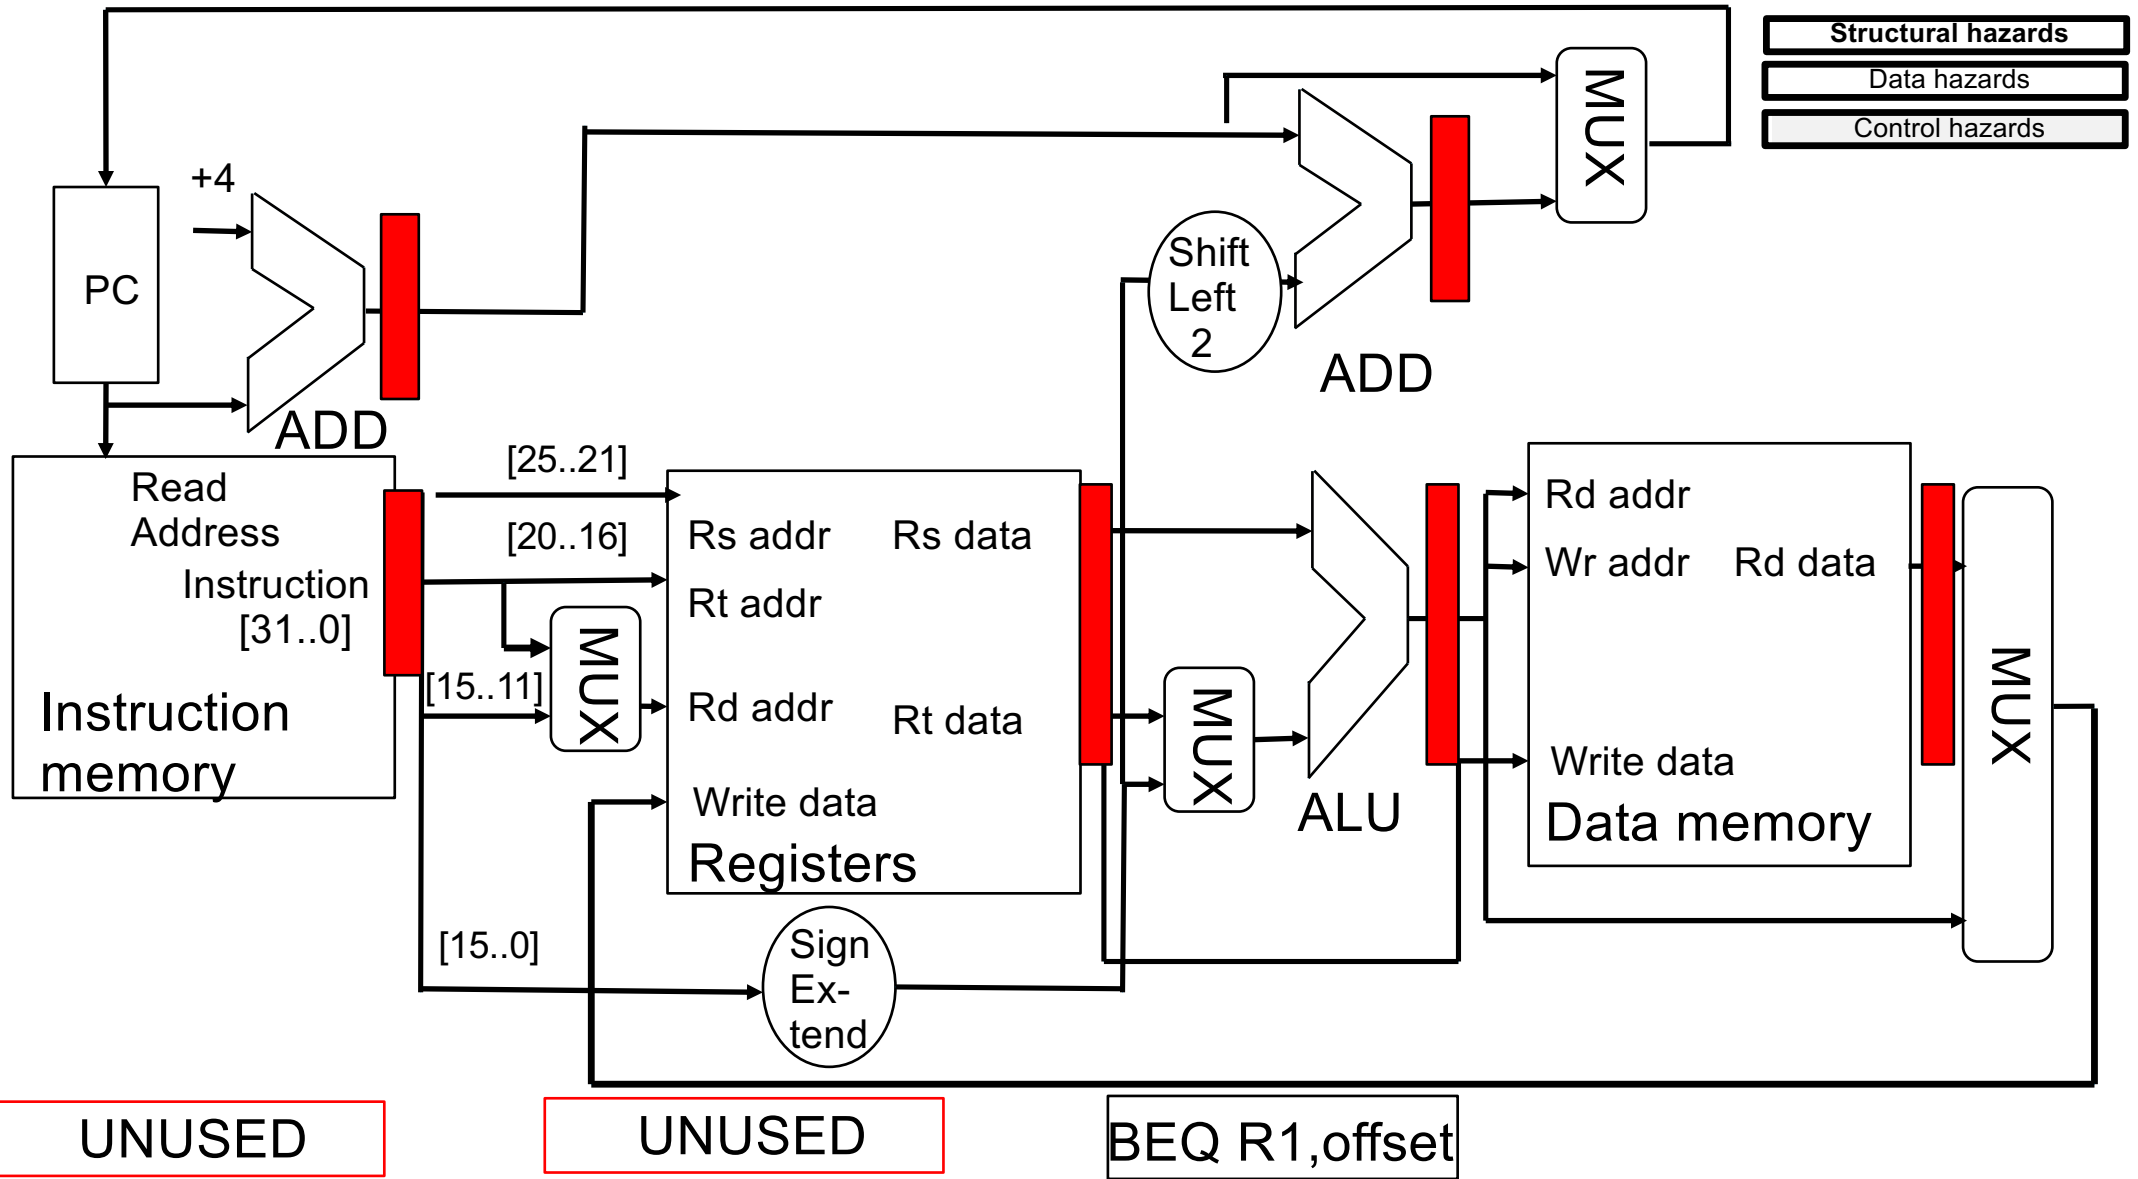 Structural hazards
Data hazards
Control hazards
MUX
+4
PC
Shift
Left
2
ADD
ADD
[25..21]
Read
Address
[20..16]
Instruction
[31..0]
[15..11]
MUX
Instruction
memory
Rs addr
Rs data
Rt addr
Rd addr
Rt data
Write data
Registers
MUX
ALU
Rd addr
Wr addr
Rd data
Write data
Data memory
MUX
[15..0]
Sign
Ex-
tend
UNUSED
UNUSED
BEQ R1,offset